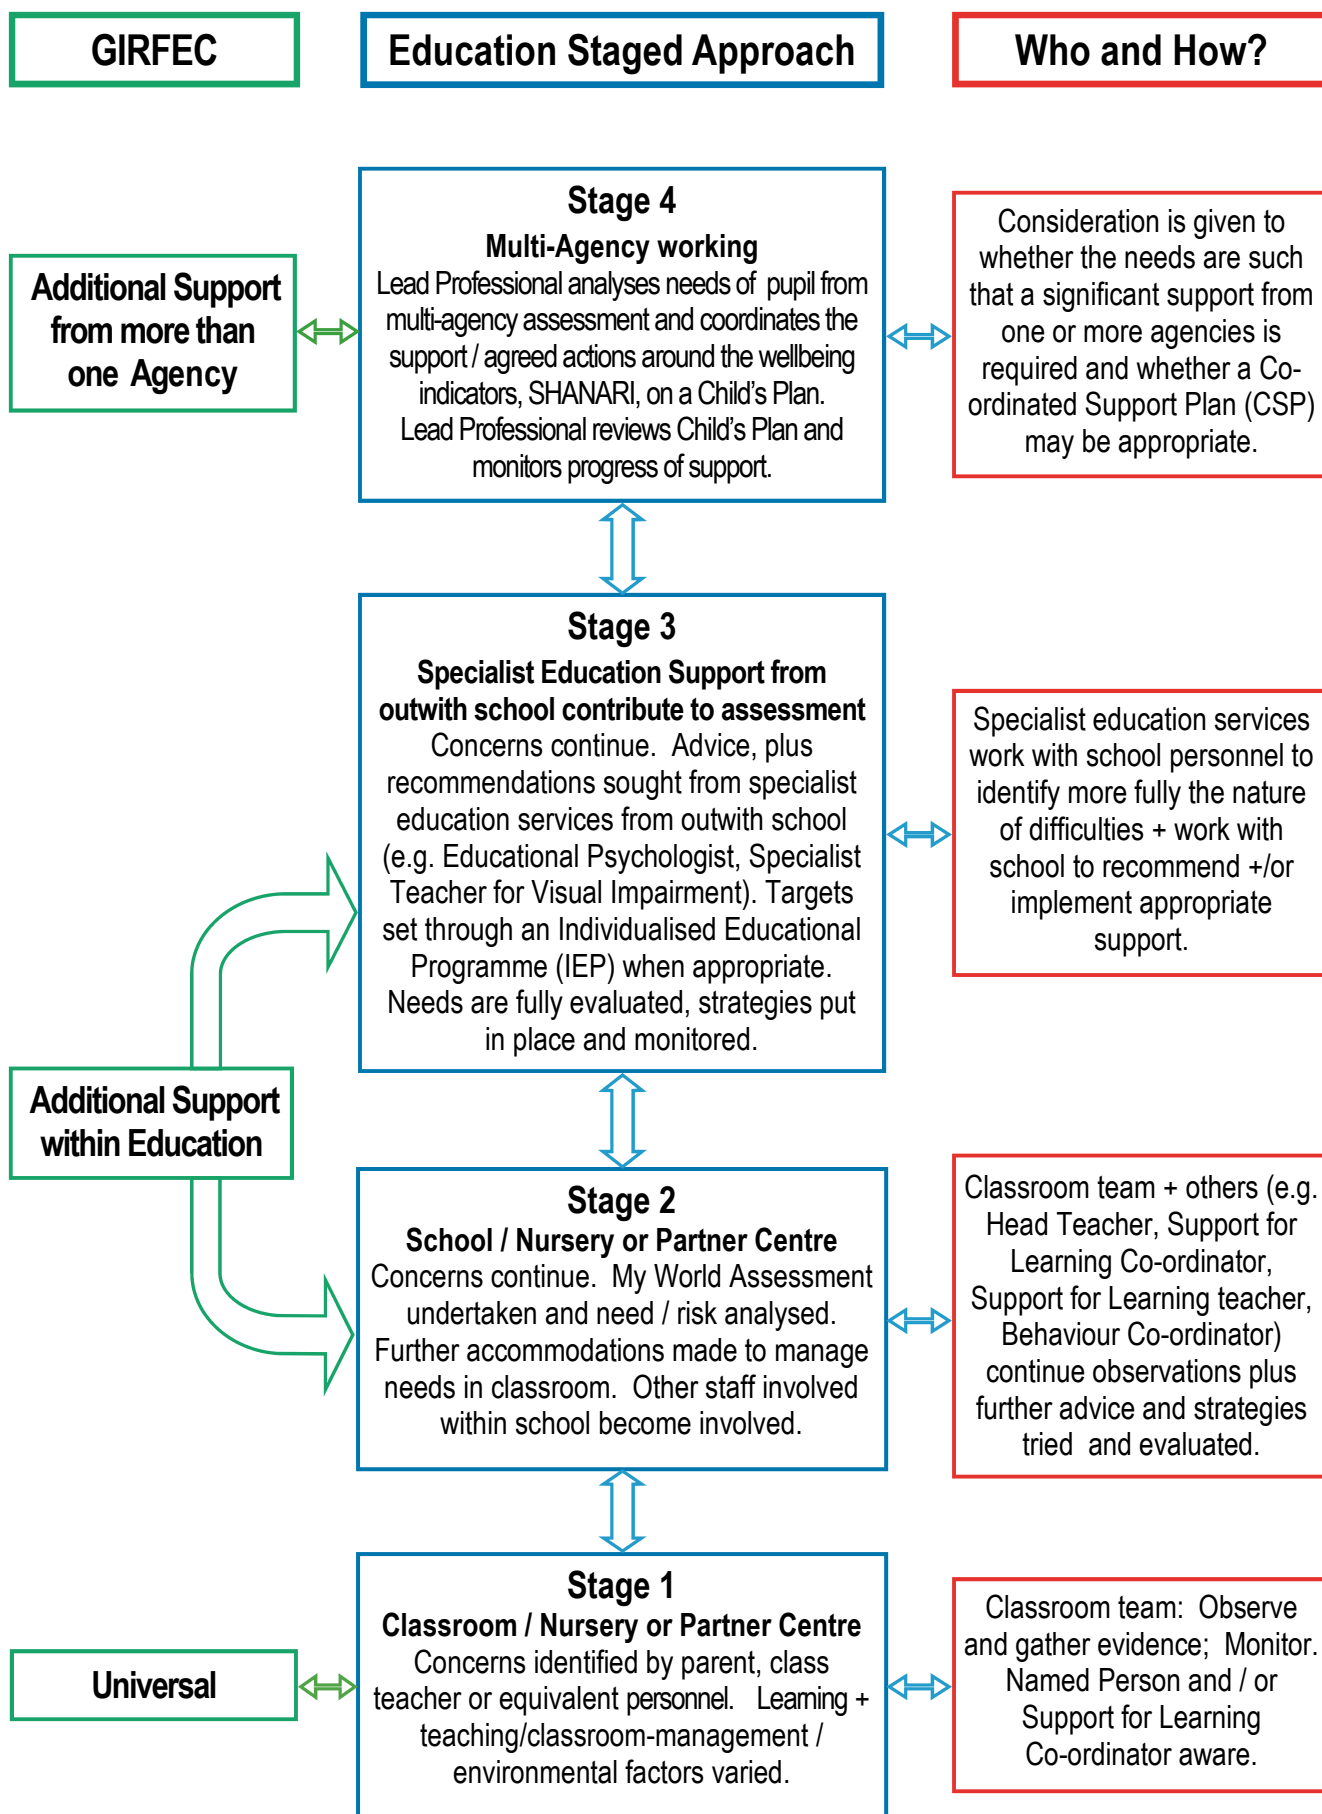 GIRFEC
Education Staged Approach
Who and How?
Additional Support
from more than
one Agency
Stage 4
Multi-Agency working
Lead Professional analyses needs of pupil from
multi-agency assessment and coordinates the
support / agreed actions around the wellbeing
indicators, SHANARI, on a Child’s Plan.
Lead Professional reviews Child’s Plan and
monitors progress of support.
Consideration is given to
whether the needs are such
that a significant support from
one or more agencies is
required and whether a Co-
ordinated Support Plan (CSP)
may be appropriate.
Stage 3
Specialist Education Support from
outwith school contribute to assessment
Concerns continue. Advice, plus
recommendations sought from specialist
education services from outwith school
(e.g. Educational Psychologist, Specialist
Teacher for Visual Impairment). Targets
set through an Individualised Educational
Programme (IEP) when appropriate.
Needs are fully evaluated, strategies put
in place and monitored.
Specialist education services
work with school personnel to
identify more fully the nature
of difficulties + work with
school to recommend +/or
implement appropriate
support.
Additional Support
within Education
Stage 2
School / Nursery or Partner Centre
Concerns continue. My World Assessment
undertaken and need / risk analysed.
Further accommodations made to manage
needs in classroom. Other staff involved
within school become involved.
Classroom team + others (e.g.
Head Teacher, Support for
Learning Co-ordinator,
Support for Learning teacher,
Behaviour Co-ordinator)
continue observations plus
further advice and strategies
tried and evaluated.
Universal
Stage 1
Classroom / Nursery or Partner Centre
Concerns identified by parent, class
teacher or equivalent personnel. Learning +
teaching/classroom-management /
environmental factors varied.
Classroom team: Observe
and gather evidence; Monitor.
Named Person and / or
Support for Learning
Co-ordinator aware.